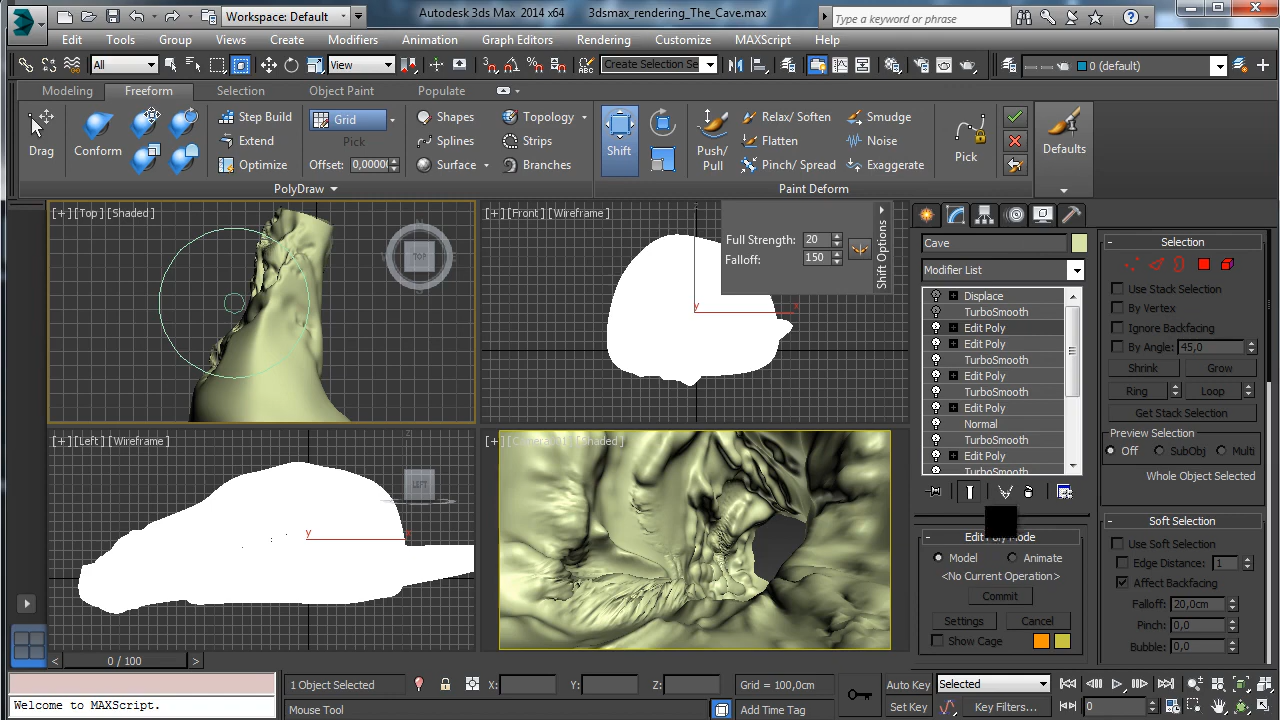 Workspace: Default
Autodesk 3ds Max 2014 x64 3dsmax_rendering_The_Cave.max
Type a keyword or phrase
Edit Tools Group Views Create Modifiers Animation Graph Editors Rendering Customize MAXScript Help
All
View
Create Selection Se
0 (default)
Modeling Freeform Selection Object Paint Populate
Drag
Conform
Step Build
Extend
Optimize
Grid
Pick
Offset: 0,0000(
Shapes
Splines
Surface
Topology
Strips
Branches
Shift
Push/
Pull
Relax/ Soften
Flatten
Pinch/ Spread
Smudge
Noise
Exaggerate
Pick
Defaults
PolyDraw
Paint Deform
[+] [Top] [Shaded]
TOP
[+] [Front] [Wireframe]
Full Strength: 20
Falloff: 150
Shift Options
y
x
[+] [Left] [Wireframe]
LEFT
z
y
[Shaded]
Cave
Modifier List
Displace
TurboSmooth
Edit Poly
Edit Poly
TurboSmooth
Edit Poly
TurboSmooth
Edit Poly
Normal
TurboSmooth
Edit Poly
TurboSmooth
Edit Poly Mode
Model Animate
<No Current Operation>
Commit
Settings Cancel
Show Cage
Selection
Use Stack Selection
By Vertex
Ignore Backfacing
By Angle: 45,0
Shrink Grow
Ring Loop
Get Stack Selection
Preview Selection
Off SubObj Multi
Whole Object Selected
Soft Selection
Use Soft Selection
Edge Distance: 1
Affect Backfacing
Falloff: 20,0cm
Pinch: 0,0
Bubble: 0,0
0 / 100
Welcome to MAXScript.
1 Object Selected
X: Y: Z:
Grid = 100,0cm
Mouse Tool
Add Time Tag
Auto Key Selected
Set Key Key Filters...
0